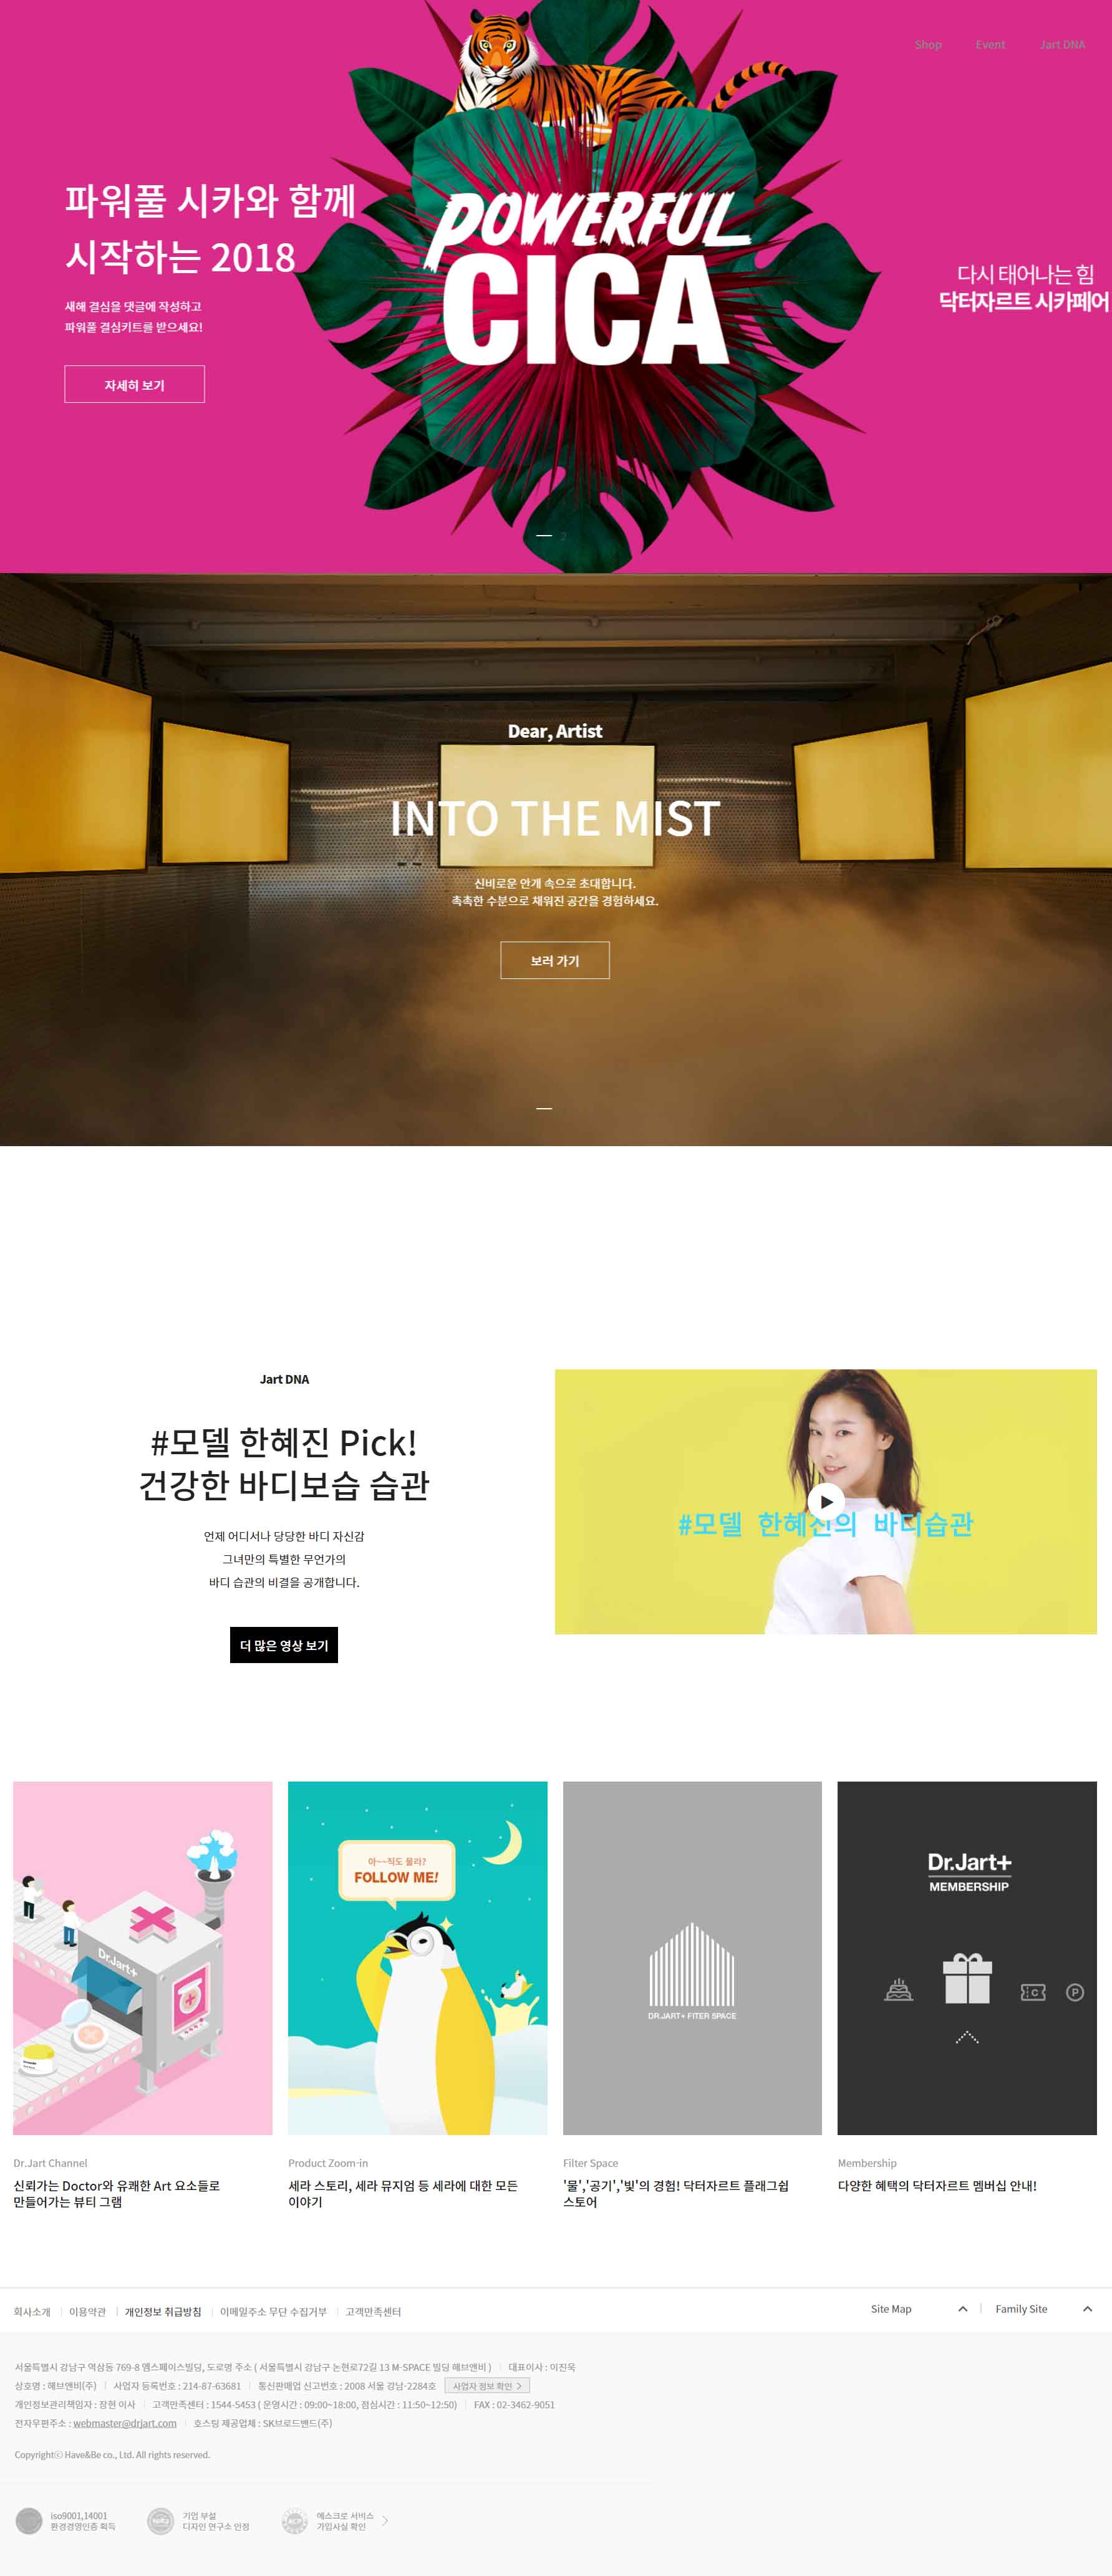 Shop Event Jart DNA
POWERFUL
CICA
파워풀 시카와 함께
시작하는 2018
새해 결심을 댓글에 작성하고
파워풀 결심키트를 받으세요!
자세히 보기
다시 태어나는 힘
닥터자르트 시카페어
2
Dear, Artist
INTO THE MIST
신비로운 안개 속으로 초대합니다.
촉촉한 수분으로 채워진 공간을 경험하세요.
보러 가기
Jart DNA
#모델 한혜진 Pick!
건강한 바디보습 습관
언제 어디서나 당당한 바디 자신감
그녀만의 특별한 무언가의
바디 습관의 비결을 공개합니다.
더 많은 영상 보기
#모델 한혜진의 바디습관
Dr.Jart+
아~~직도 몰라?
FOLLOW ME!
DR.JART+ FITER SPACE
Dr.Jart+
MEMBERSHIP
C
P
Dr.Jart Channel
신뢰가는 Doctor와 유쾌한 Art 요소들로
만들어가는 뷰티 그램
Product Zoom-in
세라 스토리, 세라 뮤지엄 등 세라에 대한 모든
이야기
Filter Space
'물','공기','빛'의 경험! 닥터자르트 플래그쉽
스토어
Membership
다양한 혜택의 닥터자르트 멤버십 안내!
회사소개 이용약관 개인정보 취급방침 이메일주소 무단 수집거부 고객만족센터
Site Map Family Site
서울특별시 강남구 역삼동 769-8 엠스페이스빌딩, 도로명 주소 ( 서울특별시 강남구 논현로72길 13 M-SPACE 빌딩 해브앤비 ) 대표이사 : 이진욱
상호명 : 해브앤비(주) 사업자 등록번호 : 214-87-63681 통신판매업 신고번호 : 2008 서울 강남-2284호 사업자 정보 확인
개인정보관리책임자 : 장현 이사 고객만족센터 : 1544-5453 ( 운영시간 : 09:00~18:00, 점심시간 : 11:50~12:50) FAX : 02-3462-9051
전자우편주소 : webmaster@drjart.com 호스팅 제공업체 : SK브로드밴드(주)
Copyrightⓒ Have&Be co., Ltd. All rights reserved.
iso9001,14001
환경경영인증 획득
기업 부설
디자인 연구소 인정
에스크로 서비스
가입사실 확인